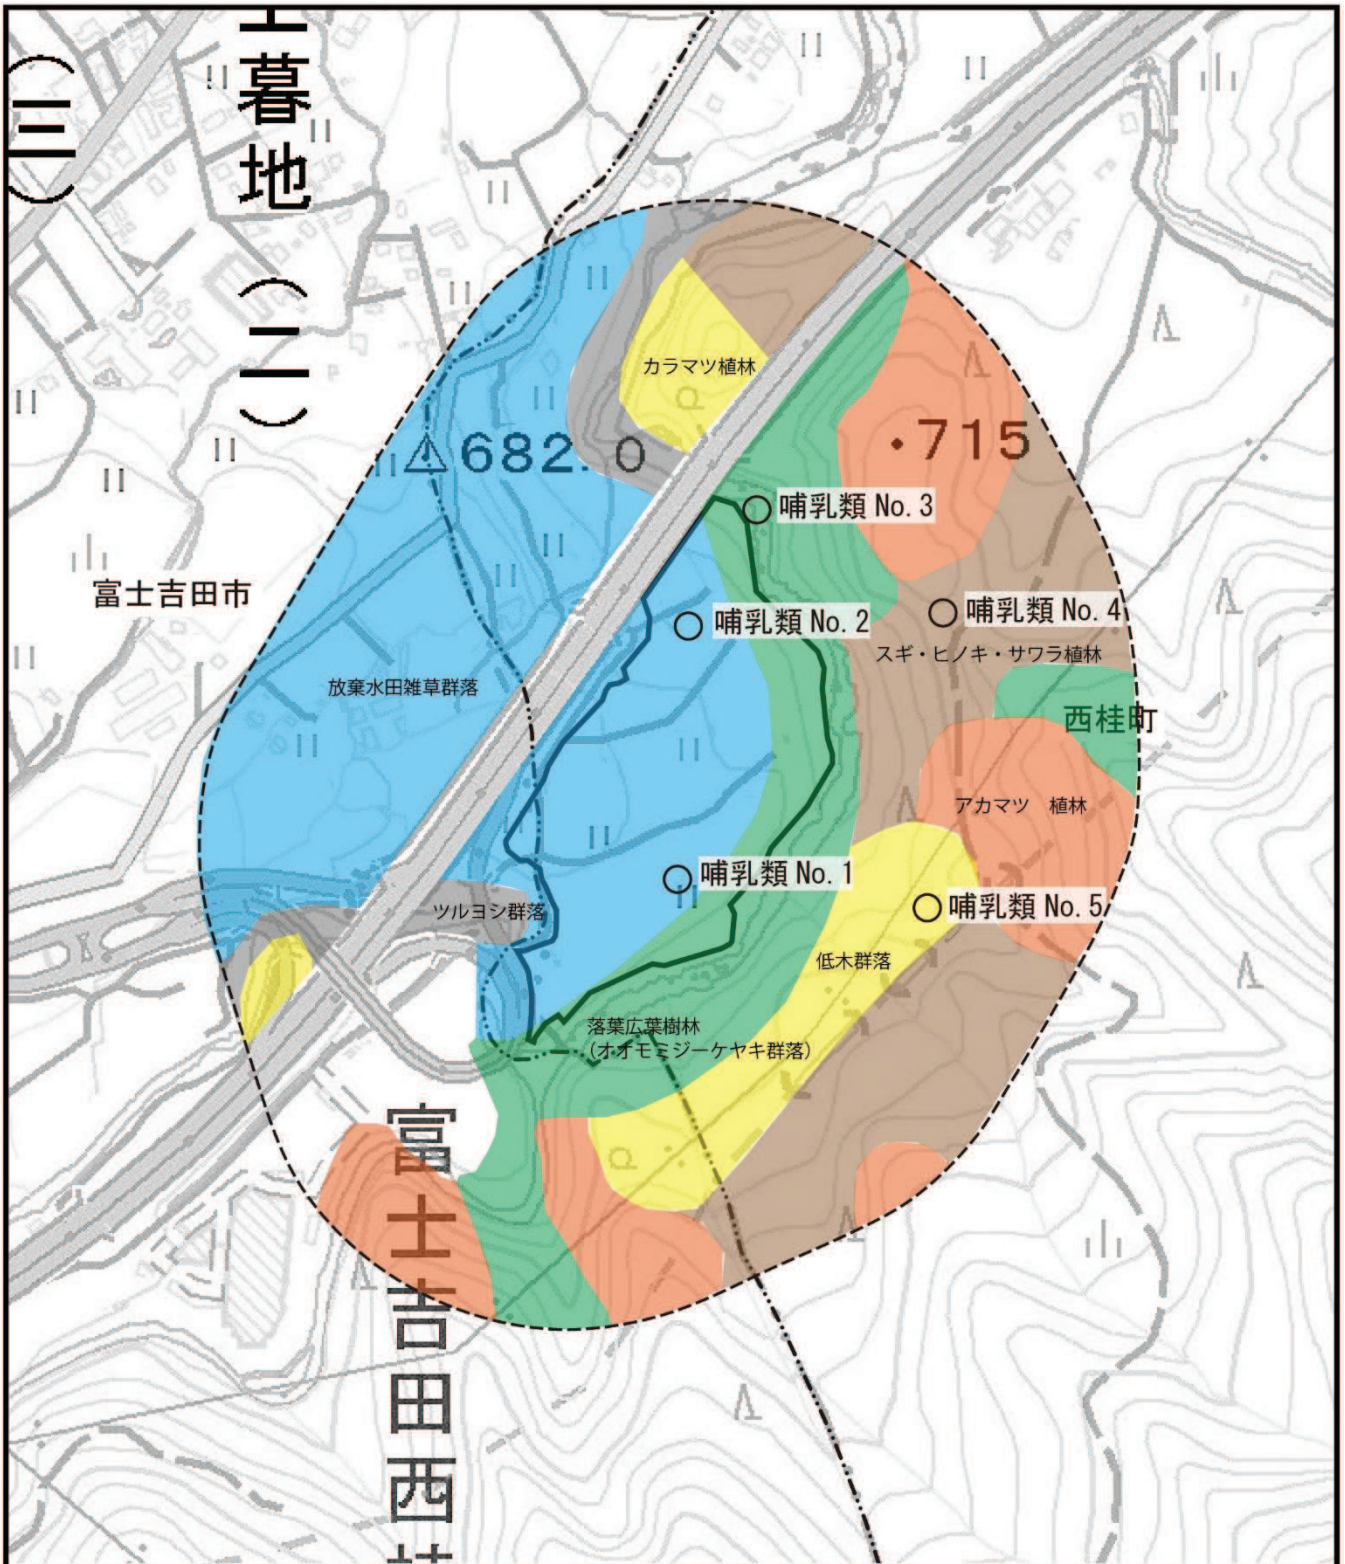 土暮地(二)
(三)
カラマツ植林
682.0
・715
哺乳類 No. 3
富士吉田市
哺乳類 No. 2
哺乳類 No. 4
スギ・ヒノキ・サワラ植林
放棄水田雑草群落
西桂町
アカマツ 植林
哺乳類 No. 1
ツルヨシ群落
哺乳類 No. 5
低木群落
落葉広葉樹林
(オオモミジーケヤキ群落)
富士吉田西